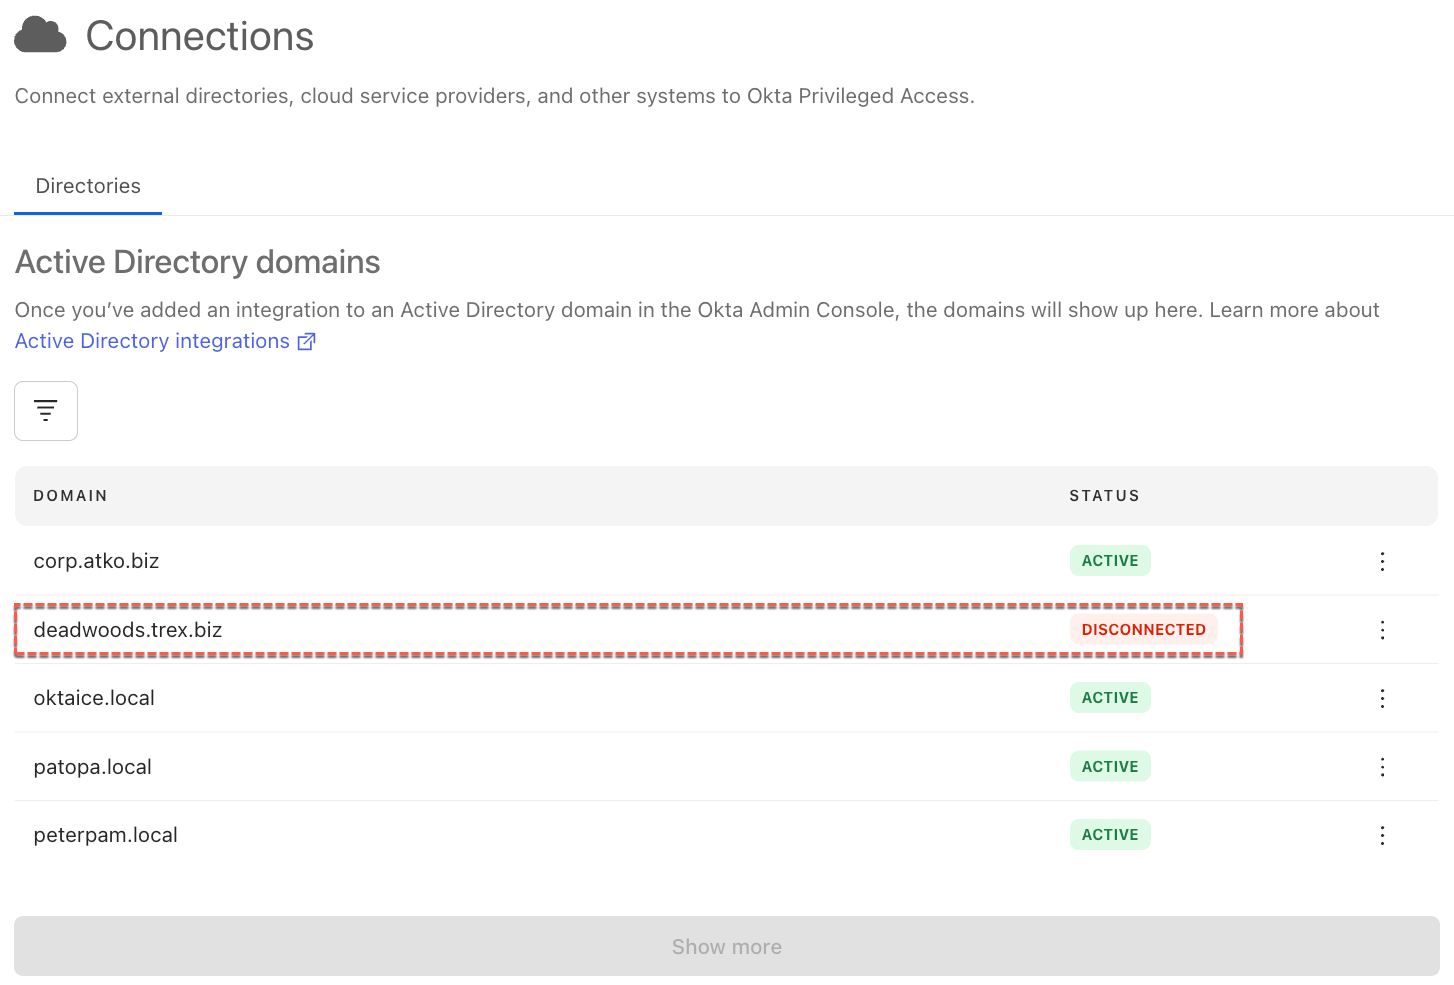 Connections
Connect external directories, cloud service providers, and other systems to Okta Privileged Access.
Directories
Active Directory domains
Once you’ve added an integration to an Active Directory domain in the Okta Admin Console, the domains will show up here. Learn more about
Active Directory integrations
DOMAIN STATUS
corp.atko.biz ACTIVE
deadwoods.trex.biz DISCONNECTED
oktaice.local ACTIVE
patopa.local ACTIVE
peterpam.local ACTIVE
Show more